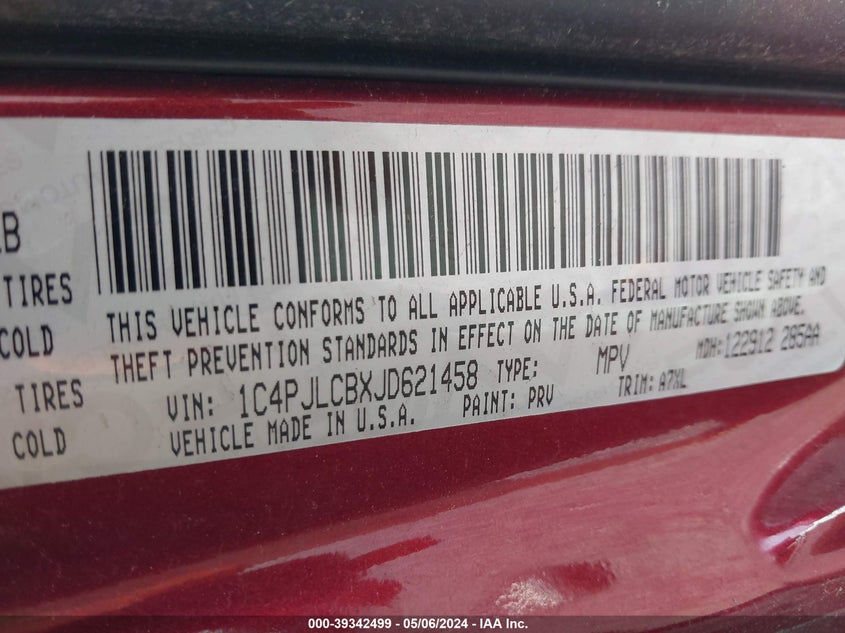 LB
TIRES
COLD
TIRES
COLD
THIS VEHICLE CONFORMS TO ALL APPLICABLE U.S.A. FEDERAL MOTOR VEHICLE SAFETY AND
THEFT PREVENTION STANDARDS IN EFFECT ON THE DATE OF MANUFACTURE SHOWN ABOVE.
VIN: 1C4PJLCBXJD621458 TYPE: MPV MDH:122912 285AA
VEHICLE MADE IN U.S.A. PAINT: PRV TRIM: A7XL
000-39342499 - 05/06/2024 - IAA Inc.